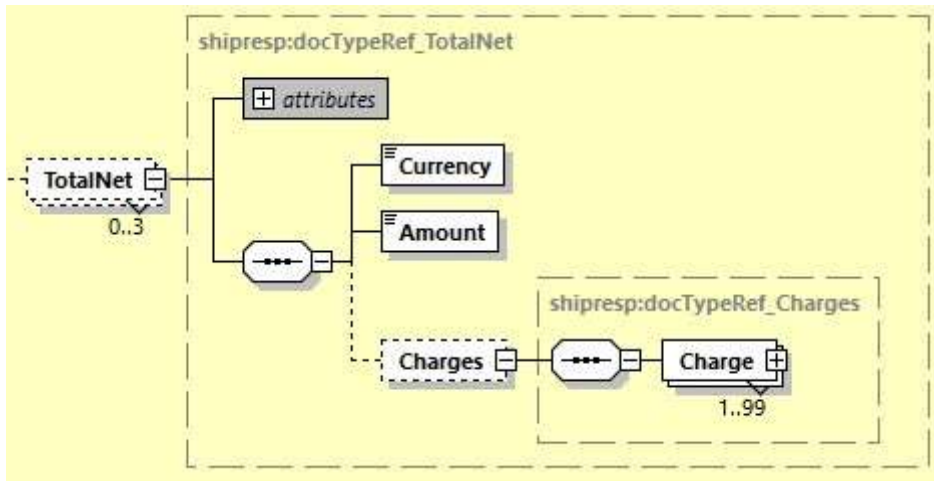 shipresp:docTypeRef_TotalNet
attributes
TotalNet
0..3
Currency
Amount
shipresp:docTypeRef_Charges
Charges
Charge
1..99